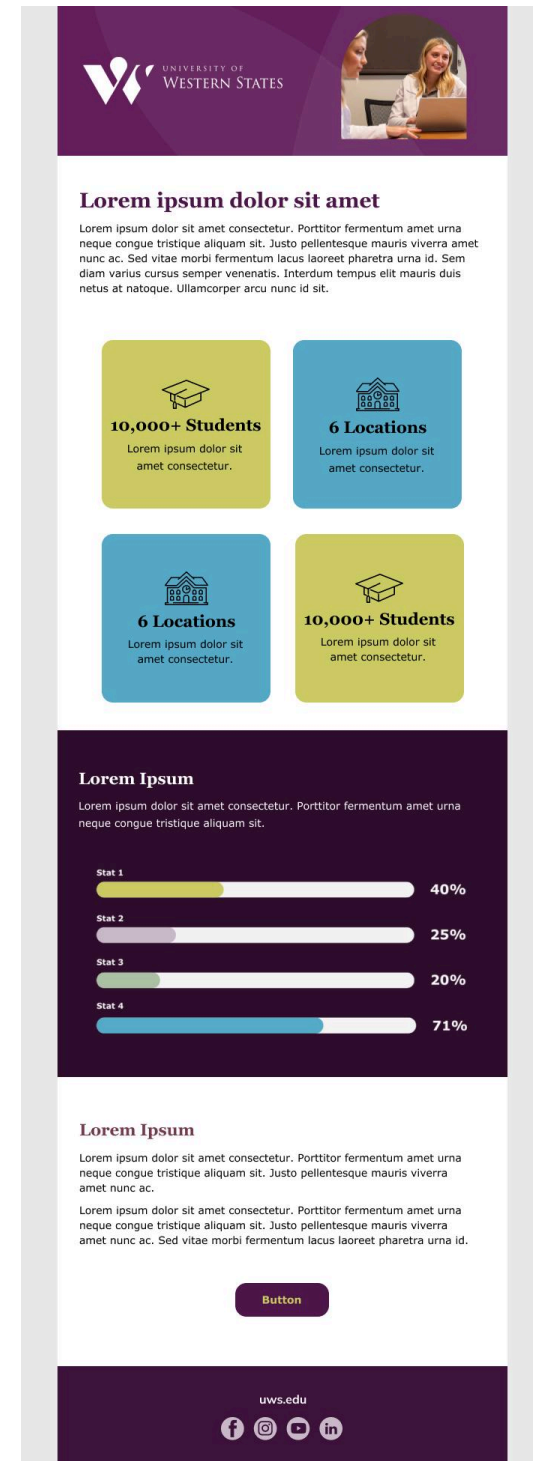 UNIVERSITY OF
WESTERN STATES
Lorem ipsum dolor sit amet
Lorem ipsum dolor sit amet consectetur. Porttitor fermentum amet urna
neque congue tristique aliquam sit. Justo pellentesque mauris viverra amet
nunc ac. Sed vitae morbi fermentum lacus laoreet pharetra urna id. Sem
diam varius cursus semper venenatis. Interdum tempus elit mauris duis
netus at natoque. Ullamcorper arcu nunc id sit.
10,000+ Students
Lorem ipsum dolor sit
amet consectetur.
6 Locations
Lorem ipsum dolor sit
amet consectetur.
6 Locations
Lorem ipsum dolor sit
amet consectetur.
10,000+ Students
Lorem ipsum dolor sit
amet consectetur.
Lorem Ipsum
Lorem ipsum dolor sit amet consectetur. Porttitor fermentum amet urna
neque congue tristique aliquam sit.
Stat 1
40%
Stat 2
25%
Stat 3
20%
Stat 4
71%
Lorem Ipsum
Lorem ipsum dolor sit amet consectetur. Porttitor fermentum amet urna
neque congue tristique aliquam sit. Justo pellentesque mauris viverra
amet nunc ac.
Lorem ipsum dolor sit amet consectetur. Porttitor fermentum amet urna
neque congue tristique aliquam sit. Justo pellentesque mauris viverra
amet nunc ac. Sed vitae morbi fermentum lacus laoreet pharetra urna id.
Button
uws.edu